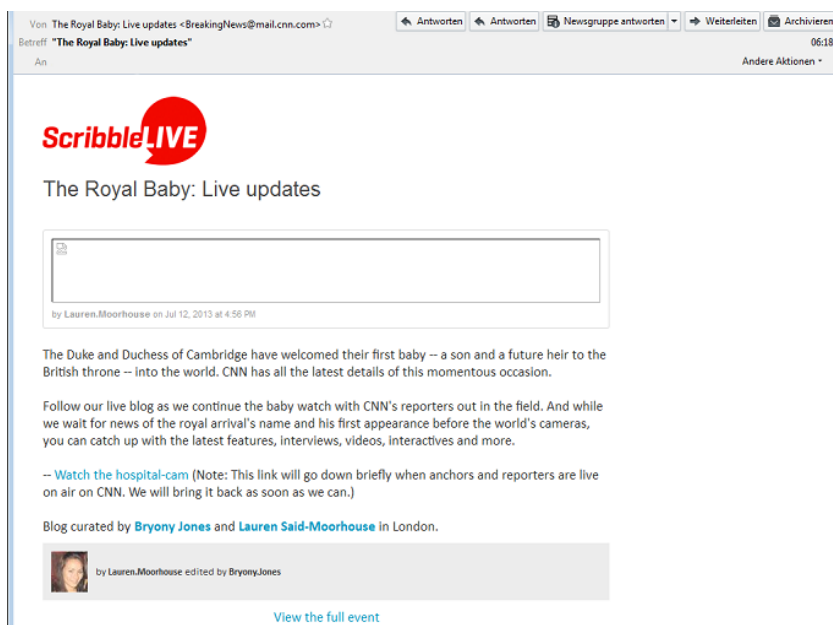 Von The Royal Baby: Live updates <BreakingNews@mail.cnn.com>
Antworten Antworten Newsgruppe antworten Weiterleiten Archivieren
Betreff "The Royal Baby: Live updates" 06:18
An Andere Aktionen
ScribbleLIVE
The Royal Baby: Live updates
by Lauren.Moorhouse on Jul 12, 2013 at 4:56 PM
The Duke and Duchess of Cambridge have welcomed their first baby -- a son and a future heir to the
British throne -- into the world. CNN has all the latest details of this momentous occasion.
Follow our live blog as we continue the baby watch with CNN's reporters out in the field. And while
we wait for news of the royal arrival's name and his first appearance before the world's cameras,
you can catch up with the latest features, interviews, videos, interactives and more.
-- Watch the hospital-cam (Note: This link will go down briefly when anchors and reporters are live
on air on CNN. We will bring it back as soon as we can.)
Blog curated by Bryony Jones and Lauren Said-Moorhouse in London.
by Lauren.Moorhouse edited by BryonyJones
View the full event